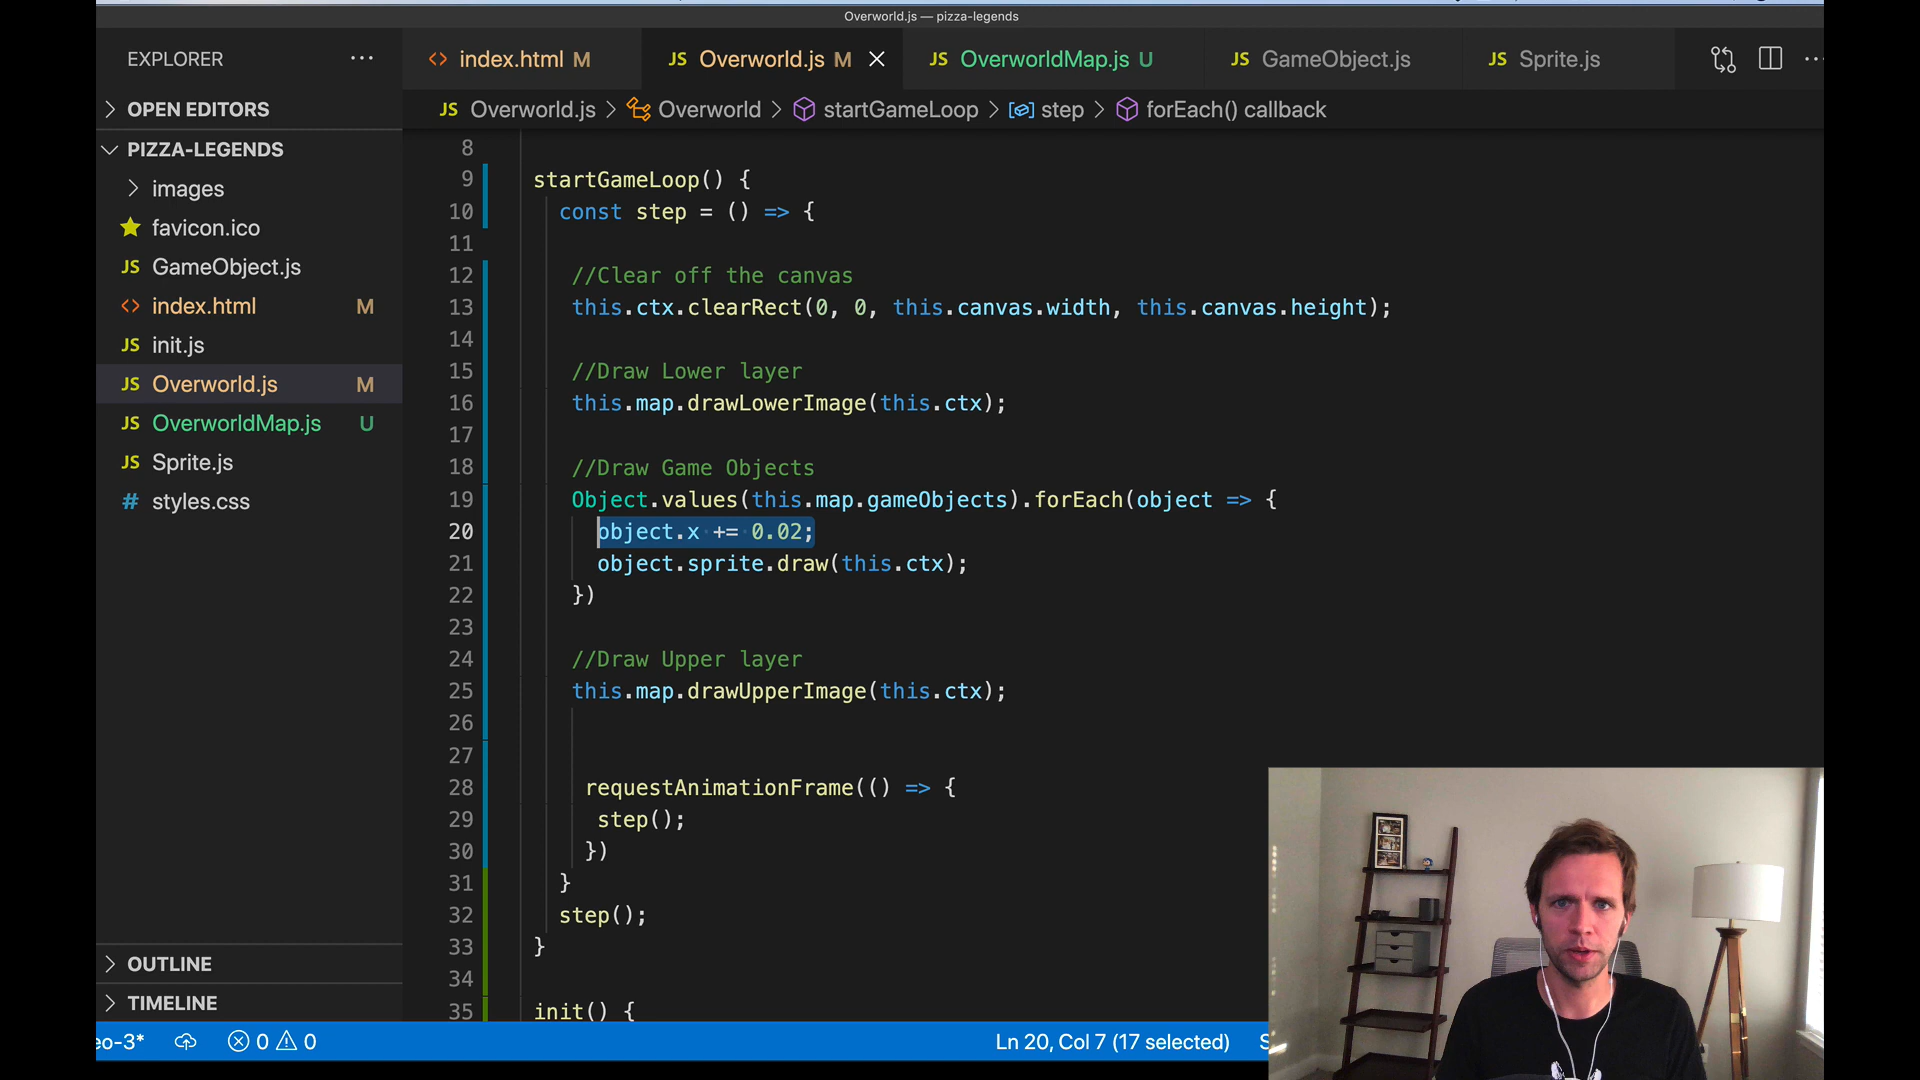 Overworld.js — pizza-legends
EXPLORER
index.html M
JS Overworld.js M
JS OverworldMap.js U
JS GameObject.js
JS Sprite.js
OPEN EDITORS
JS Overworld.js > Overworld > startGameLoop > step > forEach() callback
PIZZA-LEGENDS
images
favicon.ico
JS GameObject.js
index.html M
JS init.js
JS Overworld.js M
JS OverworldMap.js U
JS Sprite.js
# styles.css
OUTLINE
TIMELINE
8
9 startGameLoop() {
10 const step = () => {
11
12 //Clear off the canvas
13 this.ctx.clearRect(0, 0, this.canvas.width, this.canvas.height);
14
15 //Draw Lower layer
16 this.map.drawLowerImage(this.ctx);
17
18 //Draw Game Objects
19 Object.values(this.map.gameObjects).forEach(object => {
20 object.x += 0.02;
21 object.sprite.draw(this.ctx);
22 })
23
24 //Draw Upper layer
25 this.map.drawUpperImage(this.ctx);
26
27
28 requestAnimationFrame(() => {
29 step();
30 })
31 }
32 step();
33 }
34
35 init() {
eo-3* 0 0
Ln 20, Col 7 (17 selected) S